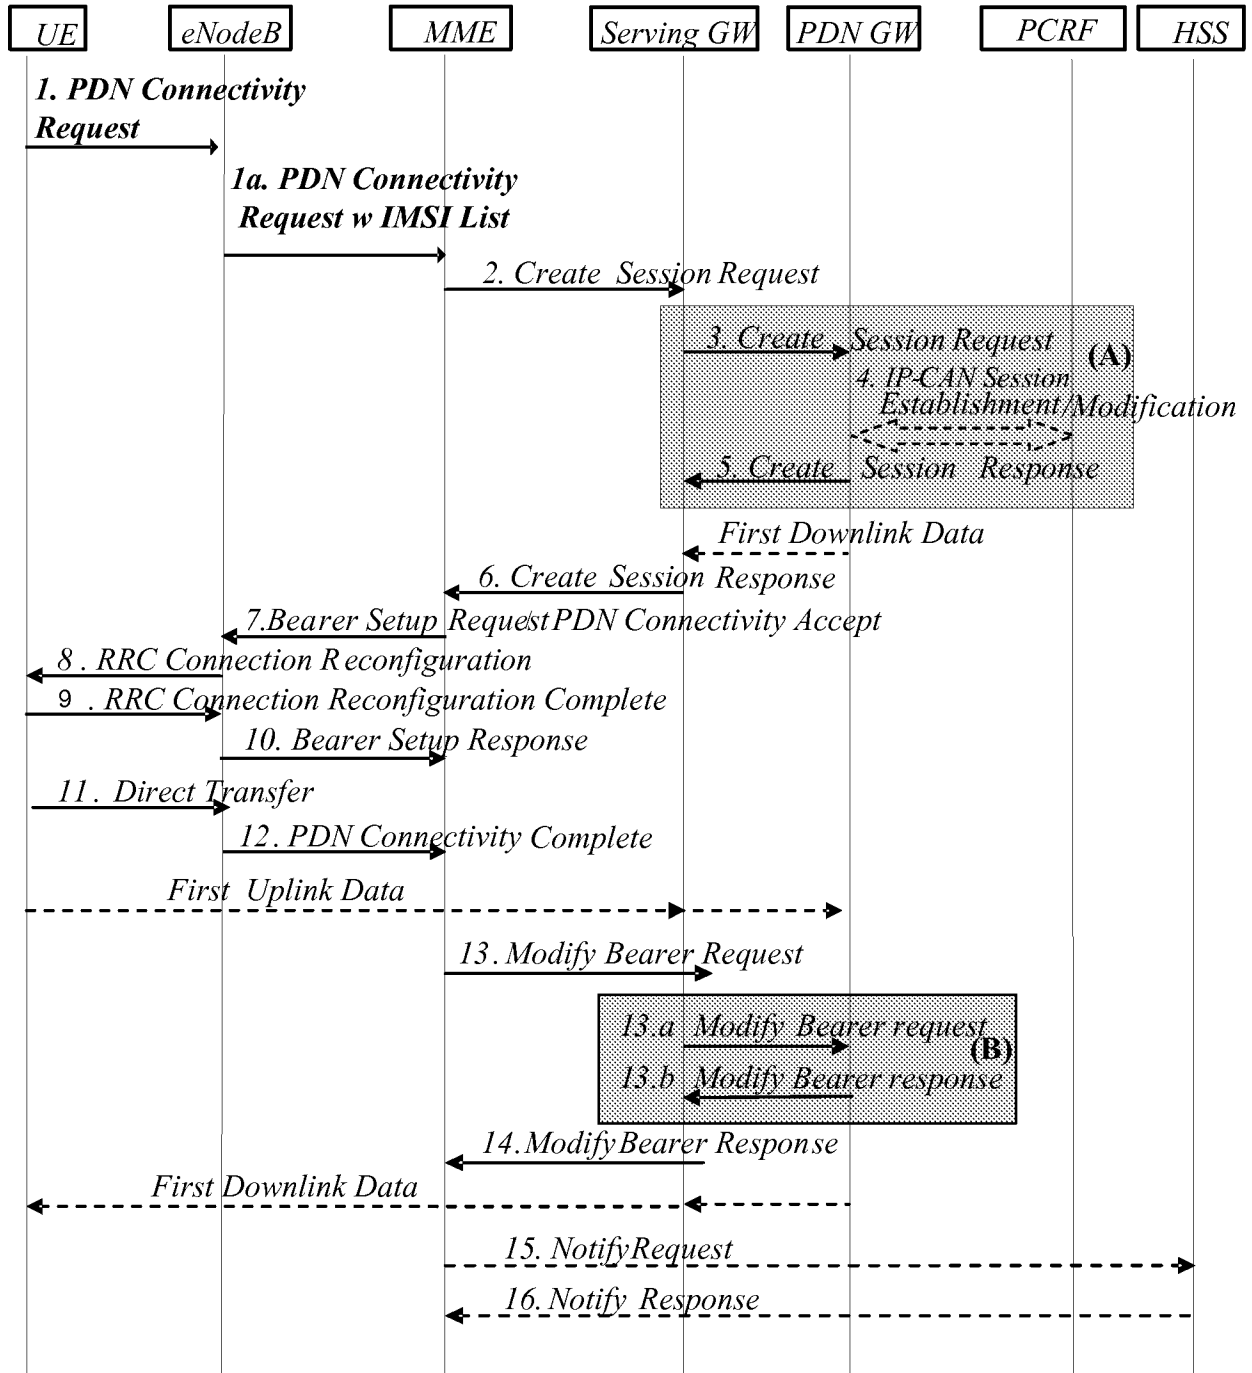 UE eNodeB MME Serving GW PDN GW PCRF HSS
1. PDN Connectivity
Request
1a. PDN Connectivity
Request w IMSI List
2. Create Session Request
3. Create Session Request
(A)
4. IP-CAN Session
Establishment/Modification
5. Create Session Response
First Downlink Data
6. Create Session Response
7.Bearer Setup Request PDN Connectivity Accept
8. RRC Connection Reconfiguration
9. RRC Connection Reconfiguration Complete
10. Bearer Setup Response
11. Direct Transfer
12. PDN Connectivity Complete
First Uplink Data
13. Modify Bearer Request
13.a Modify Bearer request
(B)
13.b Modify Bearer response
14. Modify Bearer Response
First Downlink Data
15. Notify Request
16. Notify Response